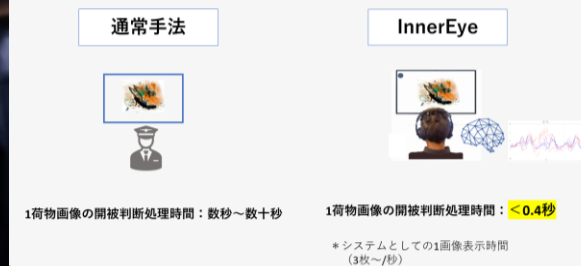 通常手法
InnerEye
1荷物画像の開被判断処理時間：数秒～数十秒
1荷物画像の開被判断処理時間：＜0.4秒
＊システムとしての1画像表示時間
（3枚～/秒）